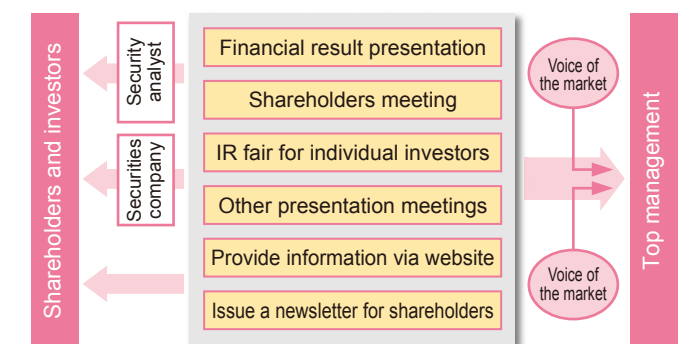 Shareholders and investors
Security
analyst
Securities
company
Financial result presentation
Shareholders meeting
IR fair for individual investors
Other presentation meetings
Provide information via website
Issue a newsletter for shareholders
Voice of
the market
Voice of
the market
Top management